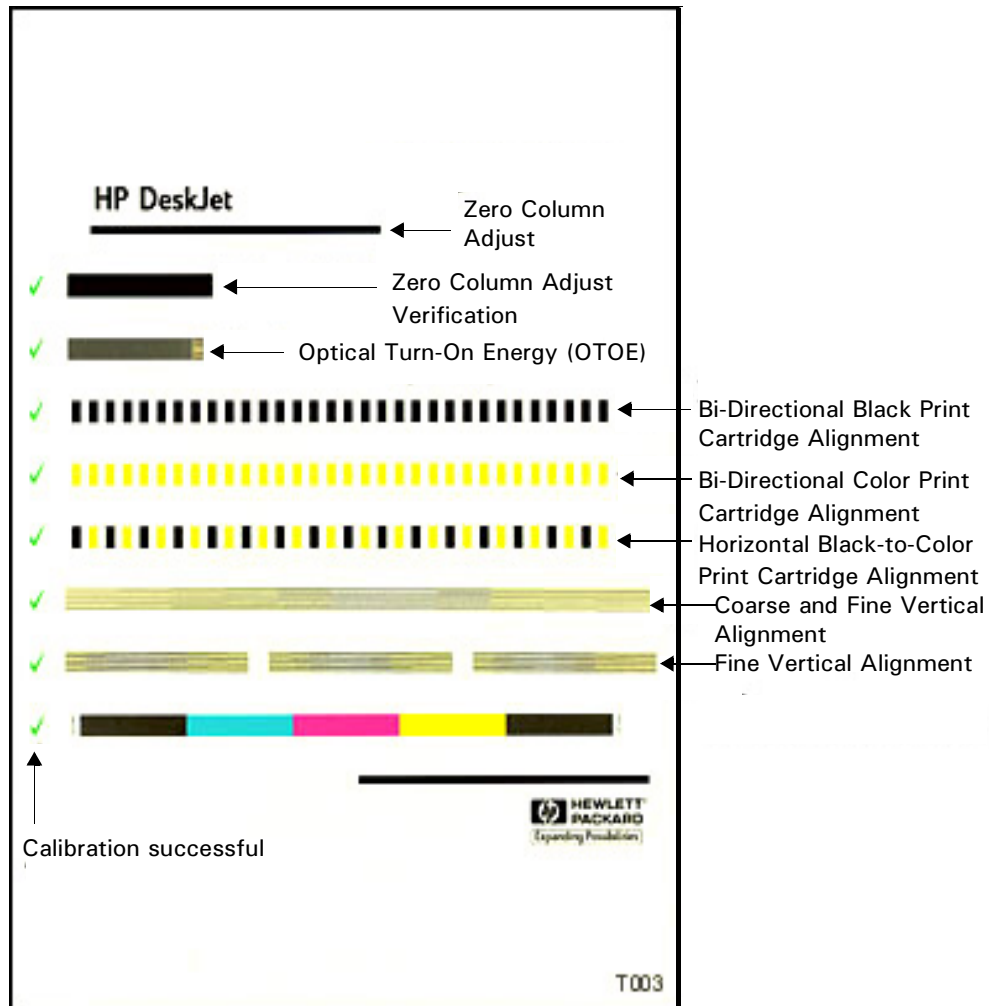 HP DeskJet
Zero Column
Adjust
Zero Column Adjust
Verification
Optical Turn-On Energy (OTOE)
Bi-Directional Black Print
Cartridge Alignment
Bi-Directional Color Print
Cartridge Alignment
Horizontal Black-to-Color
Print Cartridge Alignment
Coarse and Fine Vertical
Alignment
Fine Vertical Alignment
hp HEWLETT
PACKARD
Expanding Possibilities
Calibration successful
T003